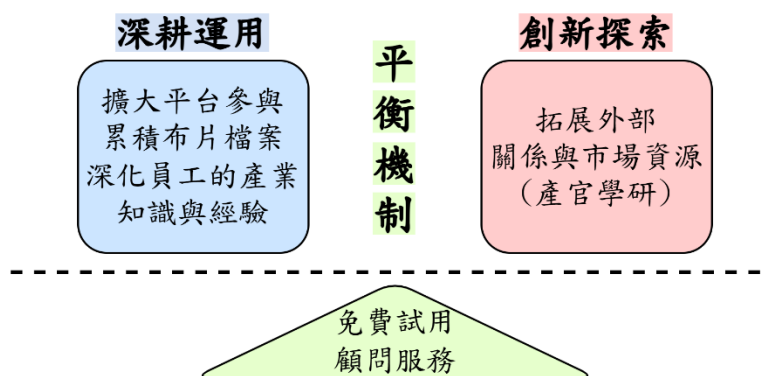 深耕運用
擴大平台參與
累積布片檔案
深化員工的產業
知識與經驗
平
衡
機
制
創新探索
拓展外部
關係與市場資源
（產官學研）
免費試用
顧問服務